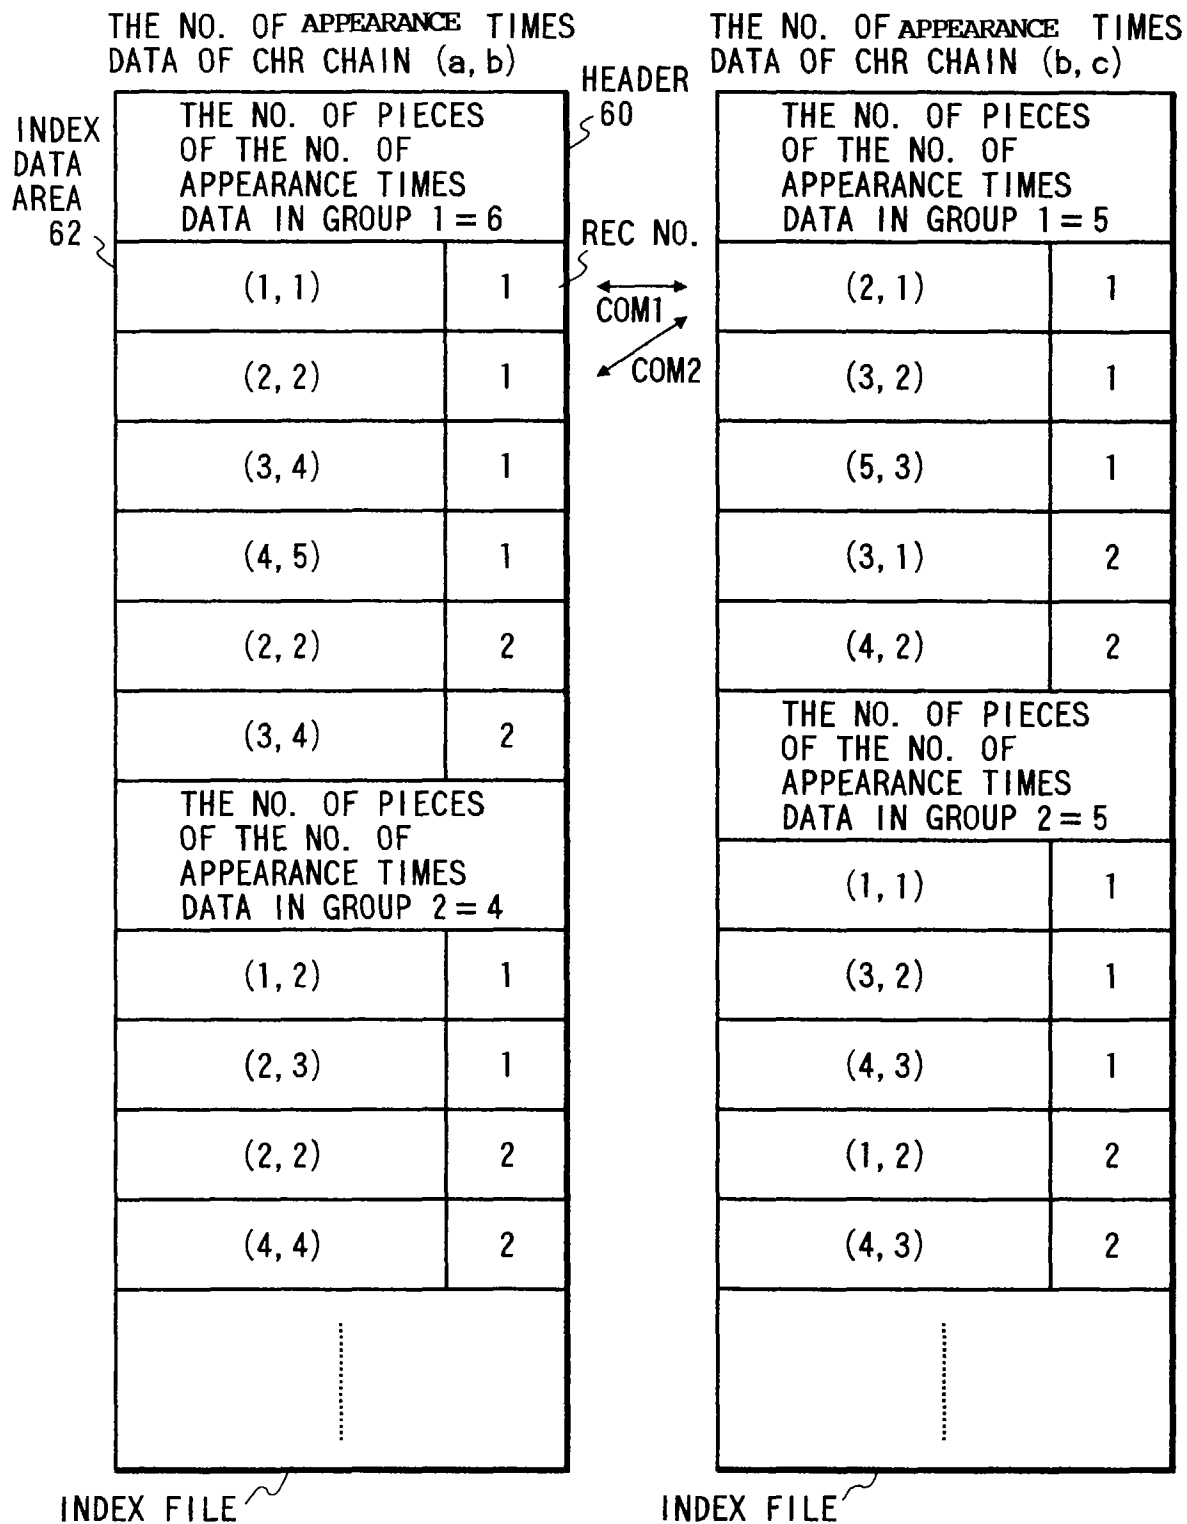 THE NO. OF APPEARANCE TIMES
DATA OF CHR CHAIN (a, b)
THE NO. OF APPEARANCE TIMES
DATA OF CHR CHAIN (b, c)
HEADER
60
INDEX
DATA
AREA
62
THE NO. OF PIECES
OF THE NO. OF
APPEARANCE TIMES
DATA IN GROUP 1 = 6
REC NO.
(1, 1) 1
(2, 2) 1
(3, 4) 1
(4, 5) 1
(2, 2) 2
(3, 4) 2
THE NO. OF PIECES
OF THE NO. OF
APPEARANCE TIMES
DATA IN GROUP 2 = 4
(1, 2) 1
(2, 3) 1
(2, 2) 2
(4, 4) 2
INDEX FILE
COM1
COM2
THE NO. OF PIECES
OF THE NO. OF
APPEARANCE TIMES
DATA IN GROUP 1 = 5
(2, 1) 1
(3, 2) 1
(5, 3) 1
(3, 1) 2
(4, 2) 2
THE NO. OF PIECES
OF THE NO. OF
APPEARANCE TIMES
DATA IN GROUP 2 = 5
(1, 1) 1
(3, 2) 1
(4, 3) 1
(1, 2) 2
(4, 3) 2
INDEX FILE